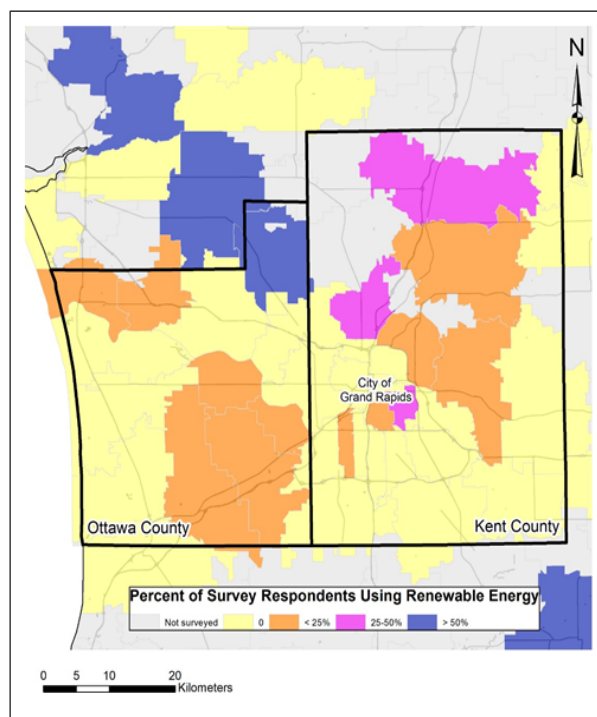 N
City of
Grand Rapids
Ottawa County
Kent County
Percent of Survey Respondents Using Renewable Energy
Not surveyed 0 < 25% 25-50% > 50%
0 5 10 20
Kilometers